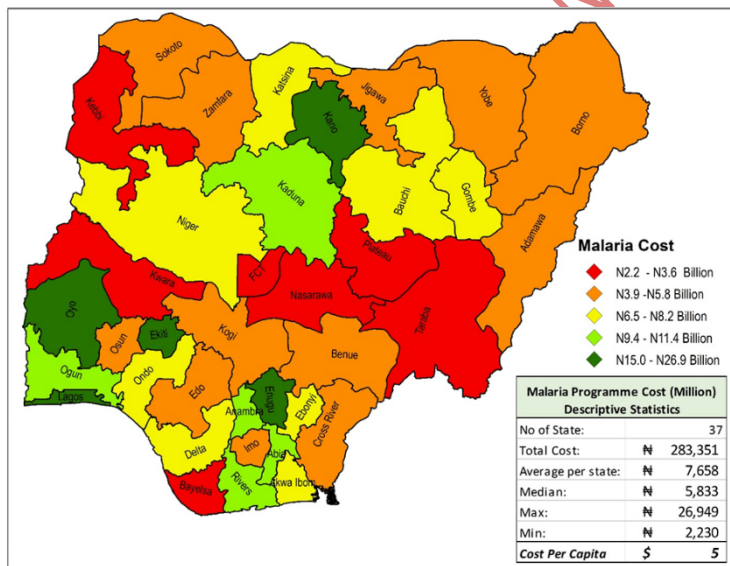 Sokoto
Katsina
Jigawa
Yobe
Borno
Kebbi
Zamfara
Kano
Kaduna
Bauchi
Gombe
Niger
Adamawa
Plateau
FCT
Kwara
Nasarawa
Taraba
Oyo
Osun
Ekiti
Kogi
Benue
Ogun
Ondo
Edo
Lagos
Enugu
Anambra
Ebonyi
Cross River
Delta
Imo
Abia
Bayelsa
Rivers
Akwa Ibom
Malaria Cost
N2.2 - N3.6 Billion
N3.9 -N5.8 Billion
N6.5 - N8.2 Billion
N9.4 - N11.4 Billion
N15.0 - N26.9 Billion
Malaria Programme Cost (Million)
Descriptive Statistics
No of State: 37
Total Cost: ₦ 283,351
Average per state: ₦ 7,658
Median: ₦ 5,833
Max: ₦ 26,949
Min: ₦ 2,230
Cost Per Capita $ 5